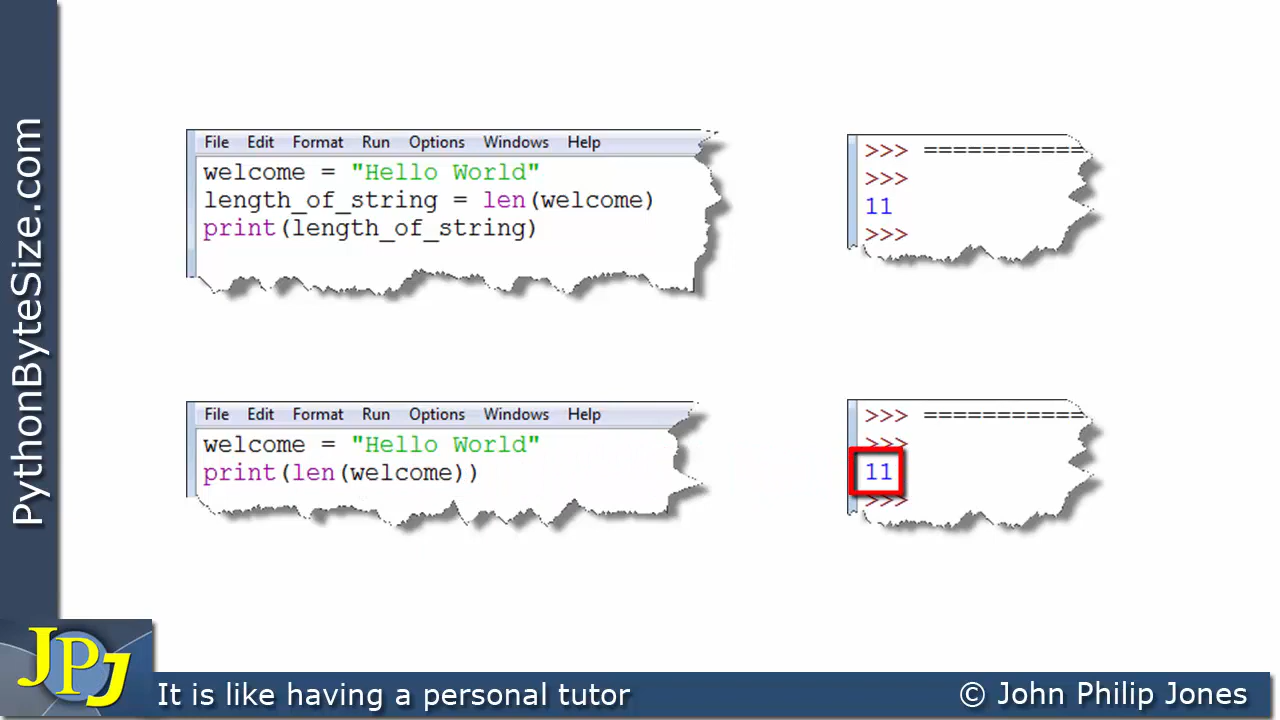 PythonByteSize.com
File Edit Format Run Options Windows Help
welcome = "Hello World"
length_of_string = len(welcome)
print(length_of_string)
>>> ===========
>>>
11
>>>
File Edit Format Run Options Windows Help
welcome = "Hello World"
print(len(welcome))
>>> ===========
>>>
11
>>>
JPJ
It is like having a personal tutor
© John Philip Jones